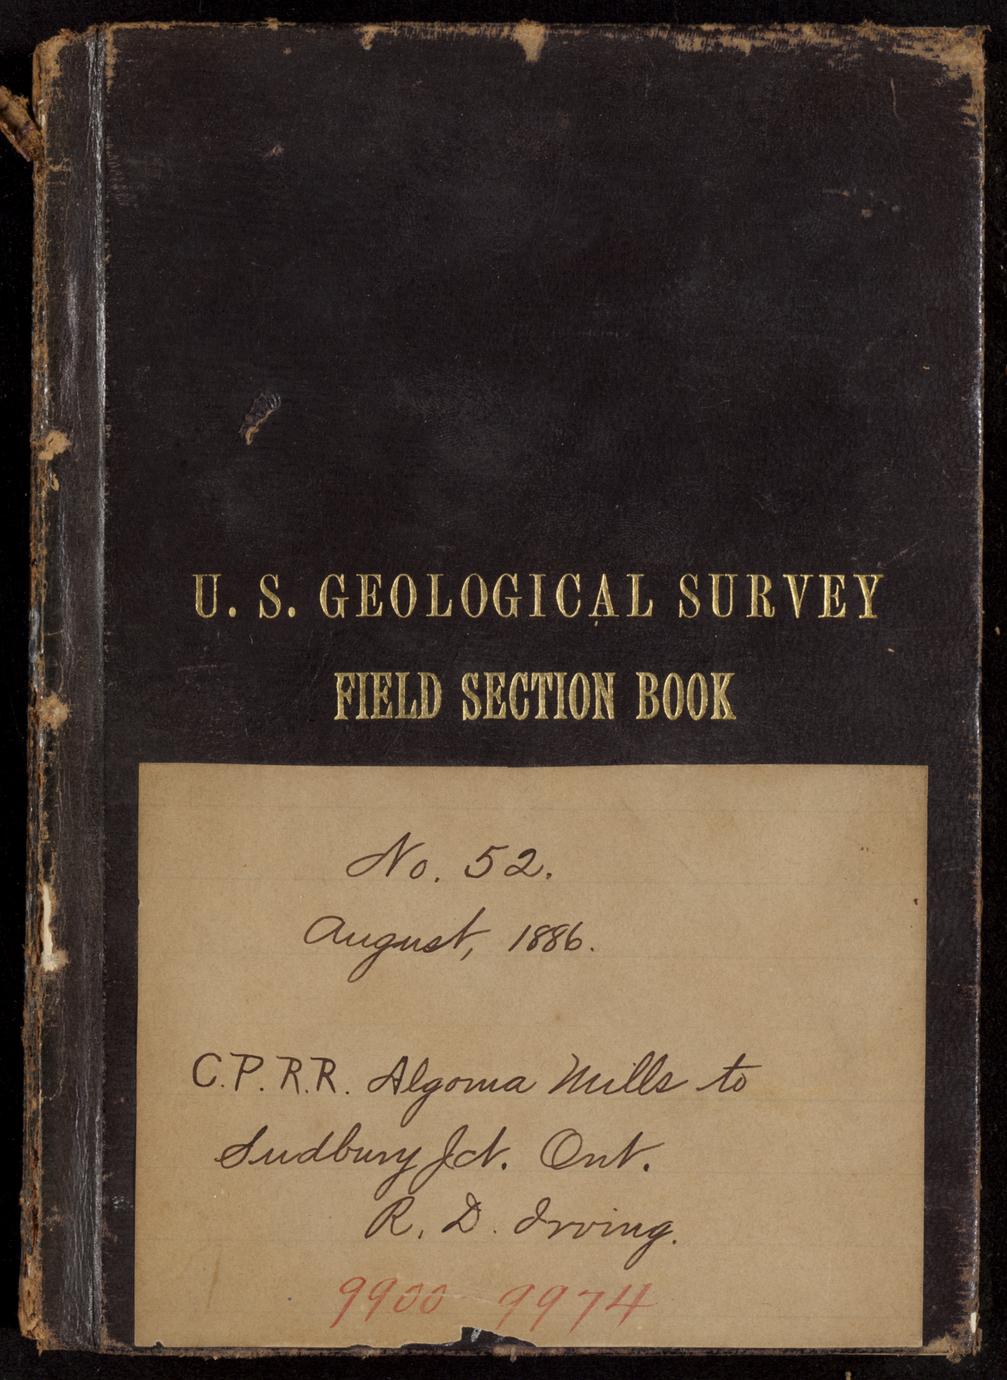 U. S. GEOLOGICAL SURVEY
FIELD SECTION BOOK
No. 52.
August, 1886.
C.P.R.R. Algoma Mills to
Sudbury Jct. Ont.
R. D. Irving.
9900 9974